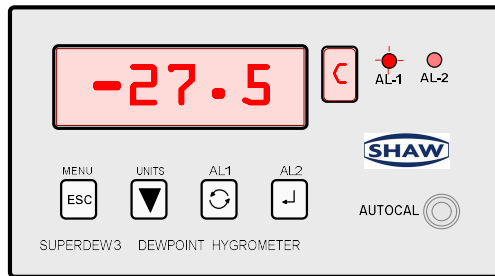 -27.5 C
AL-1 AL-2
SHAW
MENU UNITS AL1 AL2
ESC
AUTOCAL
SUPERDEW3 DEWPOINT HYGROMETER